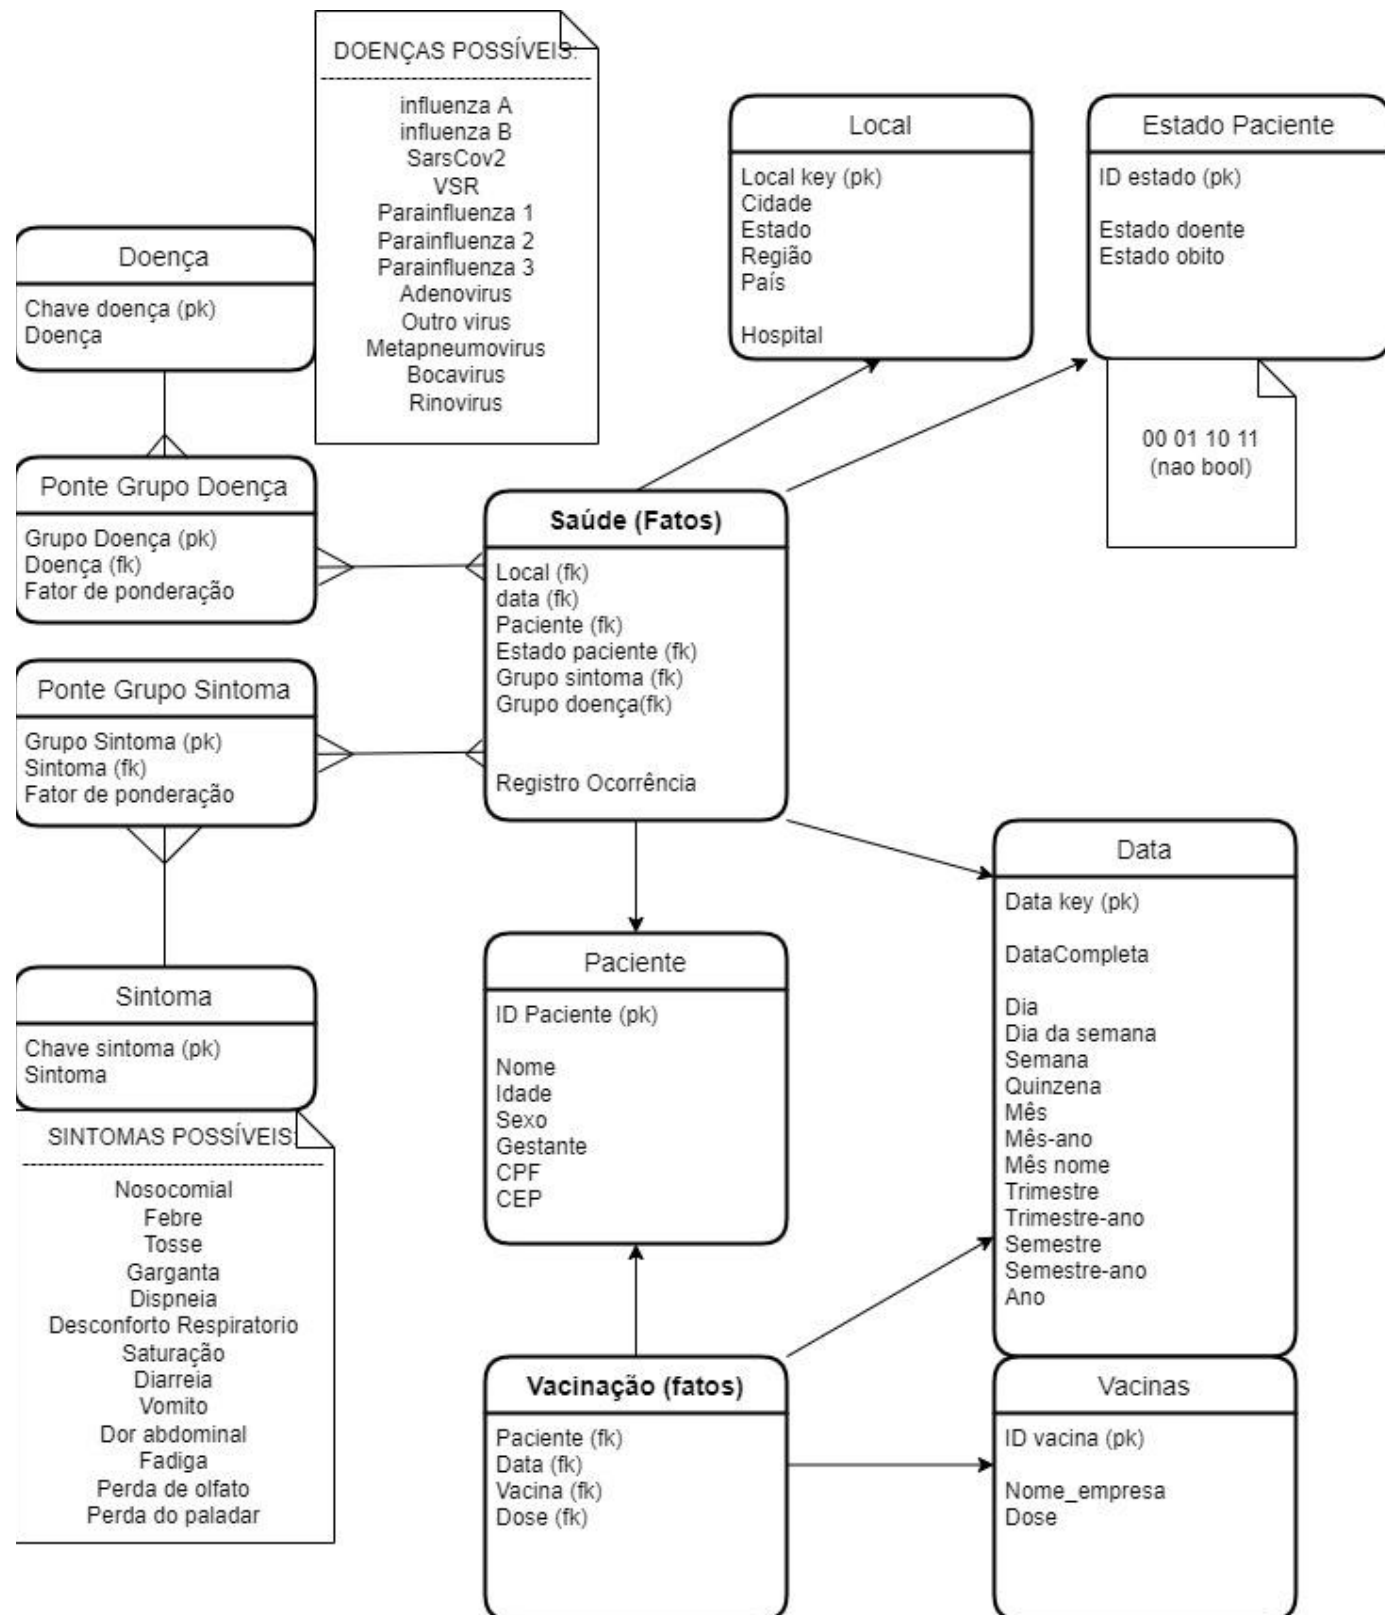 DOENÇAS POSSÍVEIS:
influenza A
influenza B
SarsCov2
VSR
Parainfluenza 1
Parainfluenza 2
Parainfluenza 3
Adenovirus
Outro virus
Metapneumovirus
Bocavirus
Rinovirus
Local
Local key (pk)
Cidade
Estado
Região
País
Hospital
Estado Paciente
ID estado (pk)
Estado doente
Estado obito
00 01 10 11
(nao bool)
Doença
Chave doença (pk)
Doença
Ponte Grupo Doença
Grupo Doença (pk)
Doença (fk)
Fator de ponderação
Saúde (Fatos)
Local (fk)
data (fk)
Paciente (fk)
Estado paciente (fk)
Grupo sintoma (fk)
Grupo doença(fk)
Registro Ocorrência
Ponte Grupo Sintoma
Grupo Sintoma (pk)
Sintoma (fk)
Fator de ponderação
Sintoma
Chave sintoma (pk)
Sintoma
SINTOMAS POSSÍVEIS:
Nosocomial
Febre
Tosse
Garganta
Dispneia
Desconforto Respiratorio
Saturação
Diarreia
Vomito
Dor abdominal
Fadiga
Perda de olfato
Perda do paladar
Paciente
ID Paciente (pk)
Nome
Idade
Sexo
Gestante
CPF
CEP
Data
Data key (pk)
DataCompleta
Dia
Dia da semana
Semana
Quinzena
Mês
Mês-ano
Mês nome
Trimestre
Trimestre-ano
Semestre
Semestre-ano
Ano
Vacinação (fatos)
Paciente (fk)
Data (fk)
Vacina (fk)
Dose (fk)
Vacinas
ID vacina (pk)
Nome_empresa
Dose